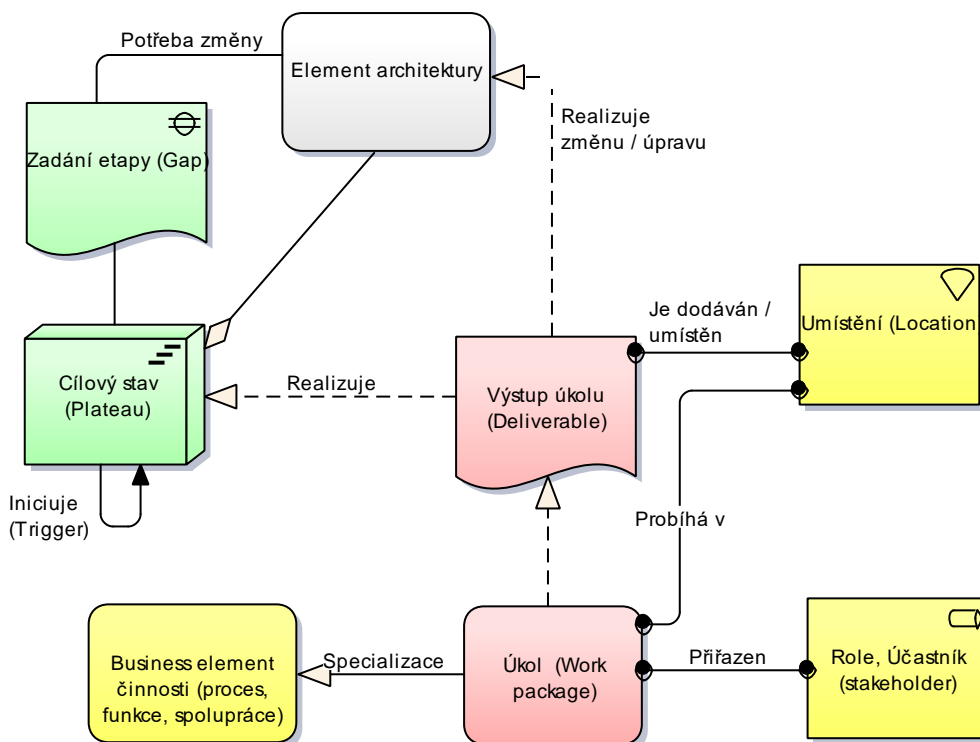 Potřeba změny
Element architektury
Zadání etapy (Gap)
Realizuje
změnu / úpravu
Je dodáván /
umístěn
Umístění (Location
Cílový stav
(Plateau)
Realizuje
Výstup úkolu
(Deliverable)
Iniciuje
(Trigger)
Probíhá v
Business element
činnosti (proces,
funkce, spolupráce)
Specializace
Úkol (Work
package)
Přiřazen
Role, Účastník
(stakeholder)